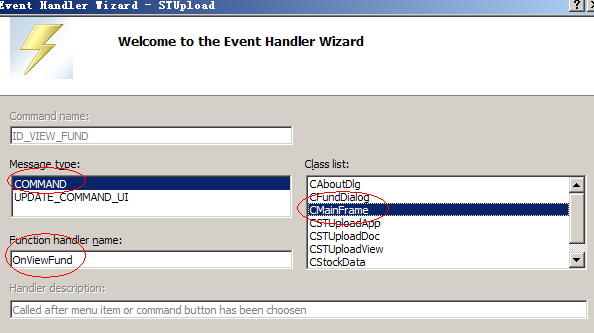 Event Handler Wizard - STUpload
Welcome to the Event Handler Wizard
Command name:
ID_VIEW_FUND
Message type:
COMMAND
UPDATE_COMMAND_UI
Class list:
CAboutDlg
CFundDialog
CMainFrame
CSTUploadApp
CSTUploadDoc
CSTUploadView
CStockData
Function handler name:
OnViewFund
Handler description:
Called after menu item or command button has been choosen